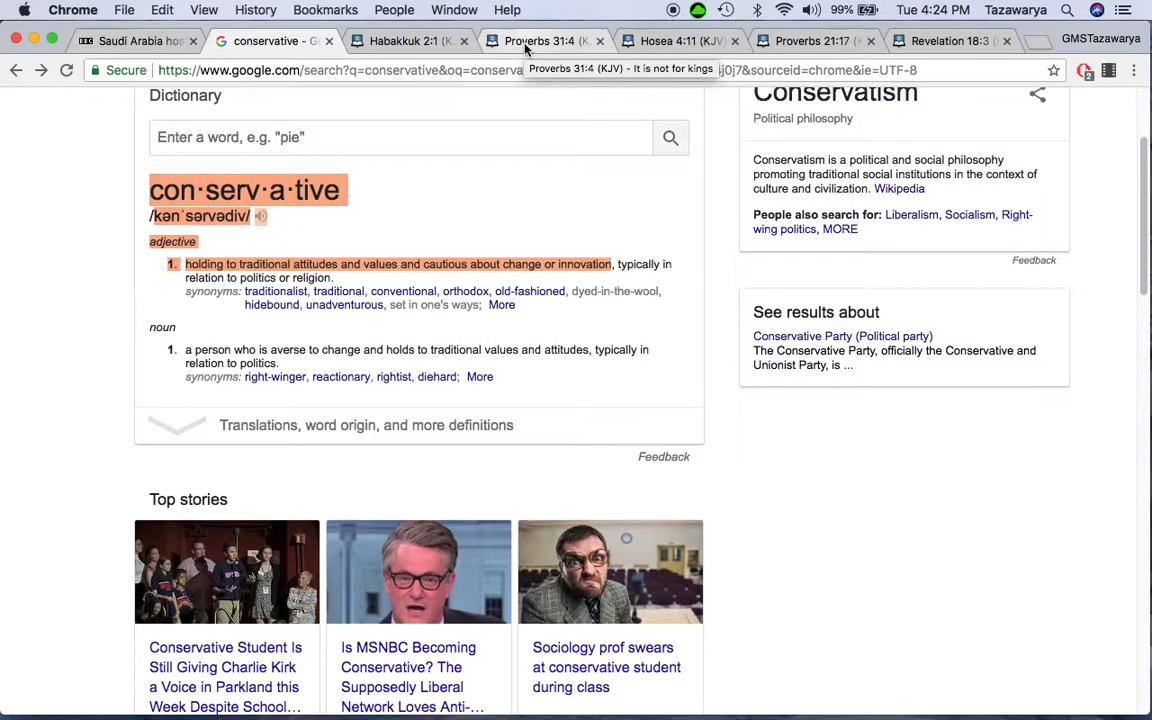 Chrome File Edit View History Bookmarks People Window Help 99% Tue 4:24 PM Tazawarya
Saudi Arabia hos conservative - Go Habakkuk 2:1 (K. Proverbs 31:4 (K. Hosea 4:11 (KJV) Proverbs 21:17 (K Revelation 18:3 ( GMSTazawarya
Secure https://www.google.com/search?q=conservative&oq=conserva j0j7&sourceid=chrome&ie=UTF-8 2
Proverbs 31:4 (KJV) - It is not for kings
Dictionary
Enter a word, e.g. "pie"
con·serv·a·tive
/kənˈsərvədiv/
adjective
1. holding to traditional attitudes and values and cautious about change or innovation, typically in
relation to politics or religion.
synonyms: traditionalist, traditional, conventional, orthodox, old-fashioned, dyed-in-the-wool,
hidebound, unadventurous, set in one's ways; More
noun
1. a person who is averse to change and holds to traditional values and attitudes, typically in
relation to politics.
synonyms: right-winger, reactionary, rightist, diehard; More
Translations, word origin, and more definitions
Feedback
Top stories
Conservative Student Is
Still Giving Charlie Kirk
a Voice in Parkland this
Week Despite School...
Is MSNBC Becoming
Conservative? The
Supposedly Liberal
Network Loves Anti-...
Sociology prof swears
at conservative student
during class
Conservatism
Political philosophy
Conservatism is a political and social philosophy
promoting traditional social institutions in the context of
culture and civilization. Wikipedia
People also search for: Liberalism, Socialism, Right-
wing politics, MORE
Feedback
See results about
Conservative Party (Political party)
The Conservative Party, officially the Conservative and
Unionist Party, is ...